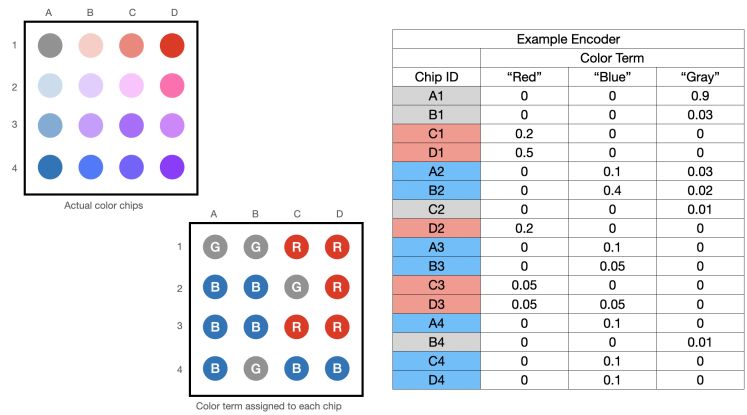 A B C D
1
2
3
4
Actual color chips
A B C D
1 G G R R
2 B B G R
3 B B R R
4 B G B B
Color term assigned to each chip
Example Encoder
Color Term
Chip ID “Red” “Blue” “Gray”
A1 0 0 0.9
B1 0 0 0.03
C1 0.2 0 0
D1 0.5 0 0
A2 0 0.1 0.03
B2 0 0.4 0.02
C2 0 0 0.01
D2 0.2 0 0
A3 0 0.1 0
B3 0 0.05 0
C3 0.05 0 0
D3 0.05 0.05 0
A4 0 0.1 0
B4 0 0 0.01
C4 0 0.1 0
D4 0 0.1 0